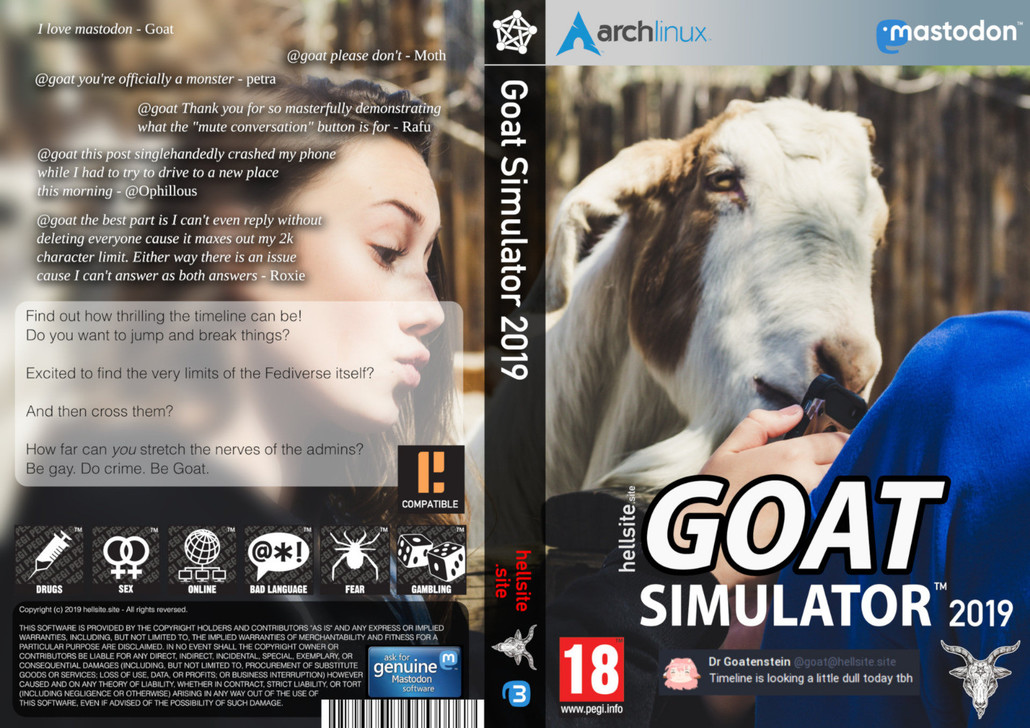 I love mastodon - Goat
@goat please don't - Moth
@goat you're officially a monster - petra
@goat Thank you for so masterfully demonstrating
what the "mute conversation" button is for - Rafu
@goat this post singlehandedly crashed my phone
while I had to try to drive to a new place
this morning - @Ophillous
@goat the best part is I can't even reply without
deleting everyone cause it maxes out my 2k
character limit. Either way there is an issue
cause I can't answer as both answers - Roxie
Find out how thrilling the timeline can be!
Do you want to jump and break things?
Excited to find the very limits of the Fediverse itself?
And then cross them?
How far can you stretch the nerves of the admins?
Be gay. Do crime. Be Goat.
COMPATIBLE
@*!
DRUGS
SEX
ONLINE
BAD LANGUAGE
FEAR
GAMBLING
Copyright (c) 2019 hellsite.site - All rights reserved.
THIS SOFTWARE IS PROVIDED BY THE COPYRIGHT HOLDERS AND CONTRIBUTORS "AS IS" AND ANY EXPRESS OR IMPLIED
WARRANTIES, INCLUDING, BUT NOT LIMITED TO, THE IMPLIED WARRANTIES OF MERCHANTABILITY AND FITNESS FOR A
PARTICULAR PURPOSE ARE DISCLAIMED. IN NO EVENT SHALL THE COPYRIGHT OWNER OR
CONTRIBUTORS BE LIABLE FOR ANY DIRECT, INDIRECT, INCIDENTAL, SPECIAL, EXEMPLARY, OR
CONSEQUENTIAL DAMAGES (INCLUDING, BUT NOT LIMITED TO, PROCUREMENT OF SUBSTITUTE
GOODS OR SERVICES; LOSS OF USE, DATA, OR PROFITS; OR BUSINESS INTERRUPTION) HOWEVER
CAUSED AND ON ANY THEORY OF LIABILITY, WHETHER IN CONTRACT, STRICT LIABILITY, OR TORT
(INCLUDING NEGLIGENCE OR OTHERWISE) ARISING IN ANY WAY OUT OF THE USE OF
THIS SOFTWARE, EVEN IF ADVISED OF THE POSSIBILITY OF SUCH DAMAGE.
ask for
genuine
Mastodon
software
Goat Simulator 2019
hellsite
.site
archlinux
mastodon™
hellsite.site
GOAT
SIMULATOR™ 2019
18
www.pegi.info
Dr Goatenstein @goat@hellsite site
Timeline is looking a little dull today tbh